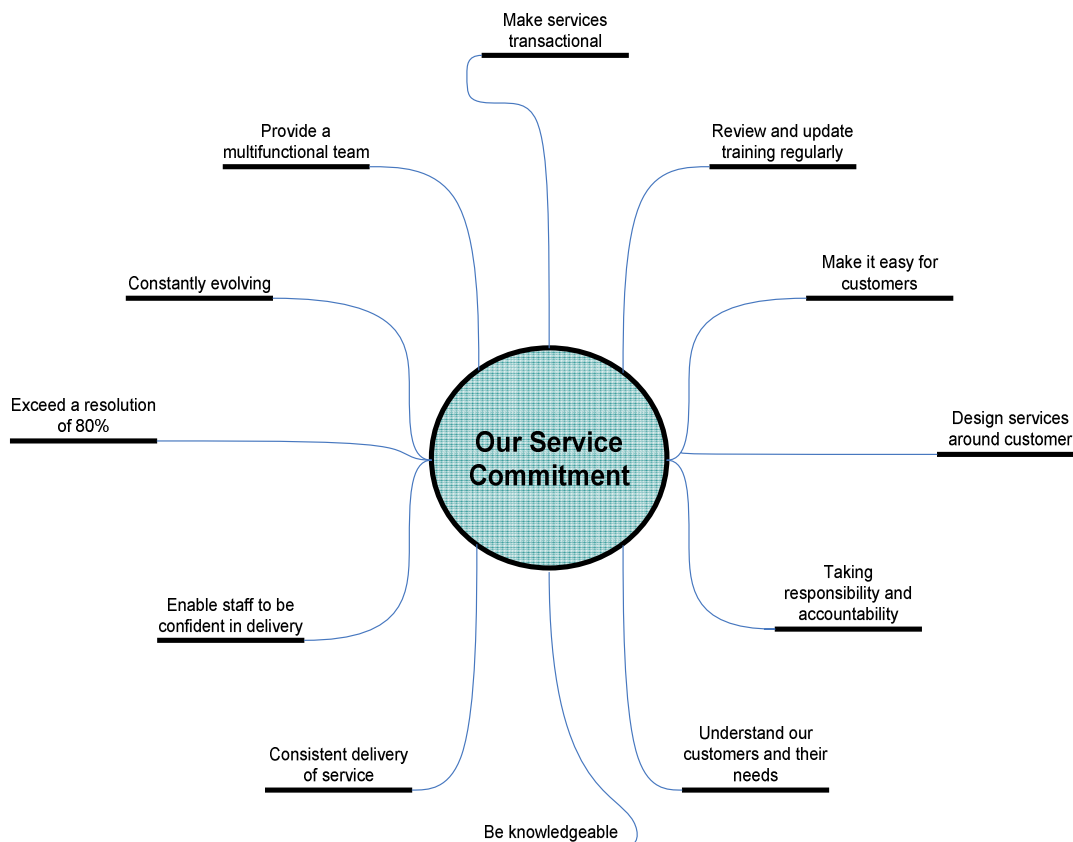 Make services
transactional
Provide a
multifunctional team
Review and update
training regularly
Constantly evolving
Make it easy for
customers
Exceed a resolution
of 80%
Our Service
Commitment
Design services
around customer
Enable staff to be
confident in delivery
Taking
responsibility and
accountability
Consistent delivery
of service
Understand our
customers and their
needs
Be knowledgeable